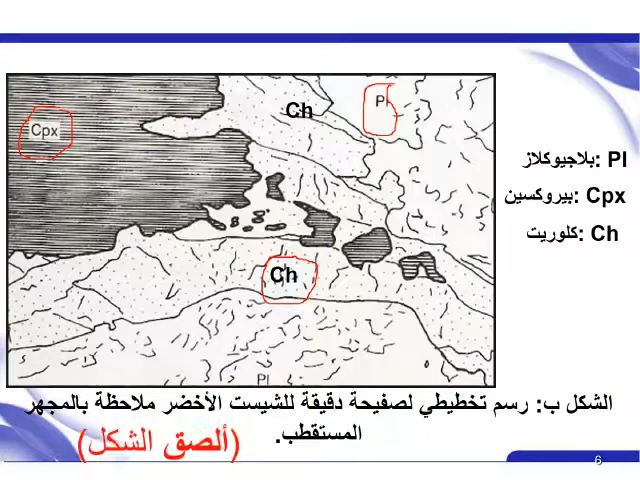 Ch
Pl
Cpx
Pl :بلاجيوكلاز
Cpx :بيروكسين
Ch :كلوريت
Ch
Pl
الشكل ب: رسم تخطيطي لصفيحة دقيقة للشيست الأخضر ملاحظة بالمجهر
المستقطب.
(ألصق الشكل)
6